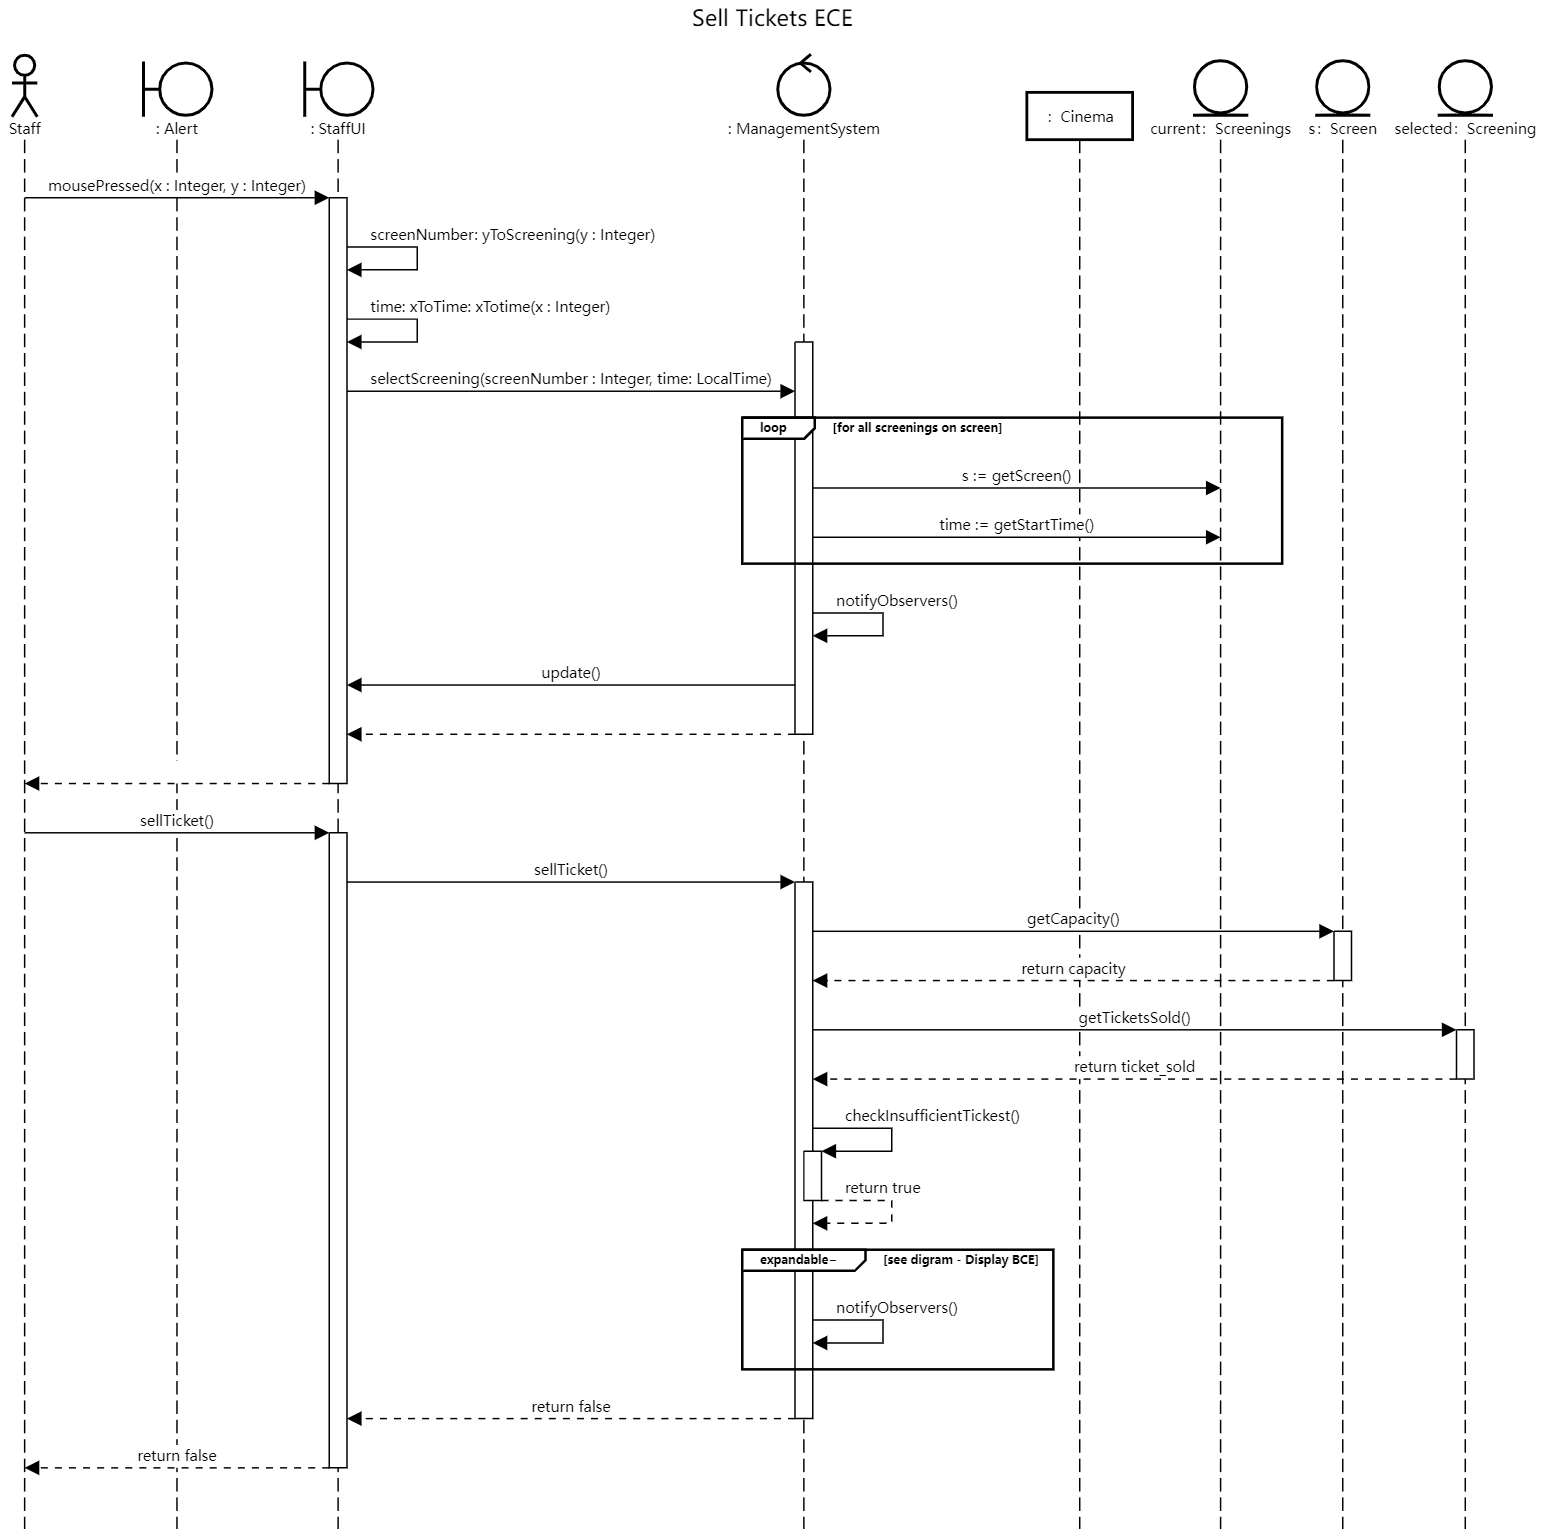 Sell Tickets ECE
Staff
: Alert
: StaffUI
: ManagementSystem
: Cinema
current: Screenings
s: Screen
selected: Screening
mousePressed(x : Integer, y : Integer)
screenNumber: yToScreening(y : Integer)
time: xToTime: xTotime(x : Integer)
selectScreening(screenNumber : Integer, time: LocalTime)
loop
[for all screenings on screen]
s := getScreen()
time := getStartTime()
notifyObservers()
update()
sellTicket()
sellTicket()
getCapacity()
return capacity
getTicketsSold()
return ticket_sold
checkInsufficientTickest()
return true
expandable−
[see digram - Display BCE]
notifyObservers()
return false
return false